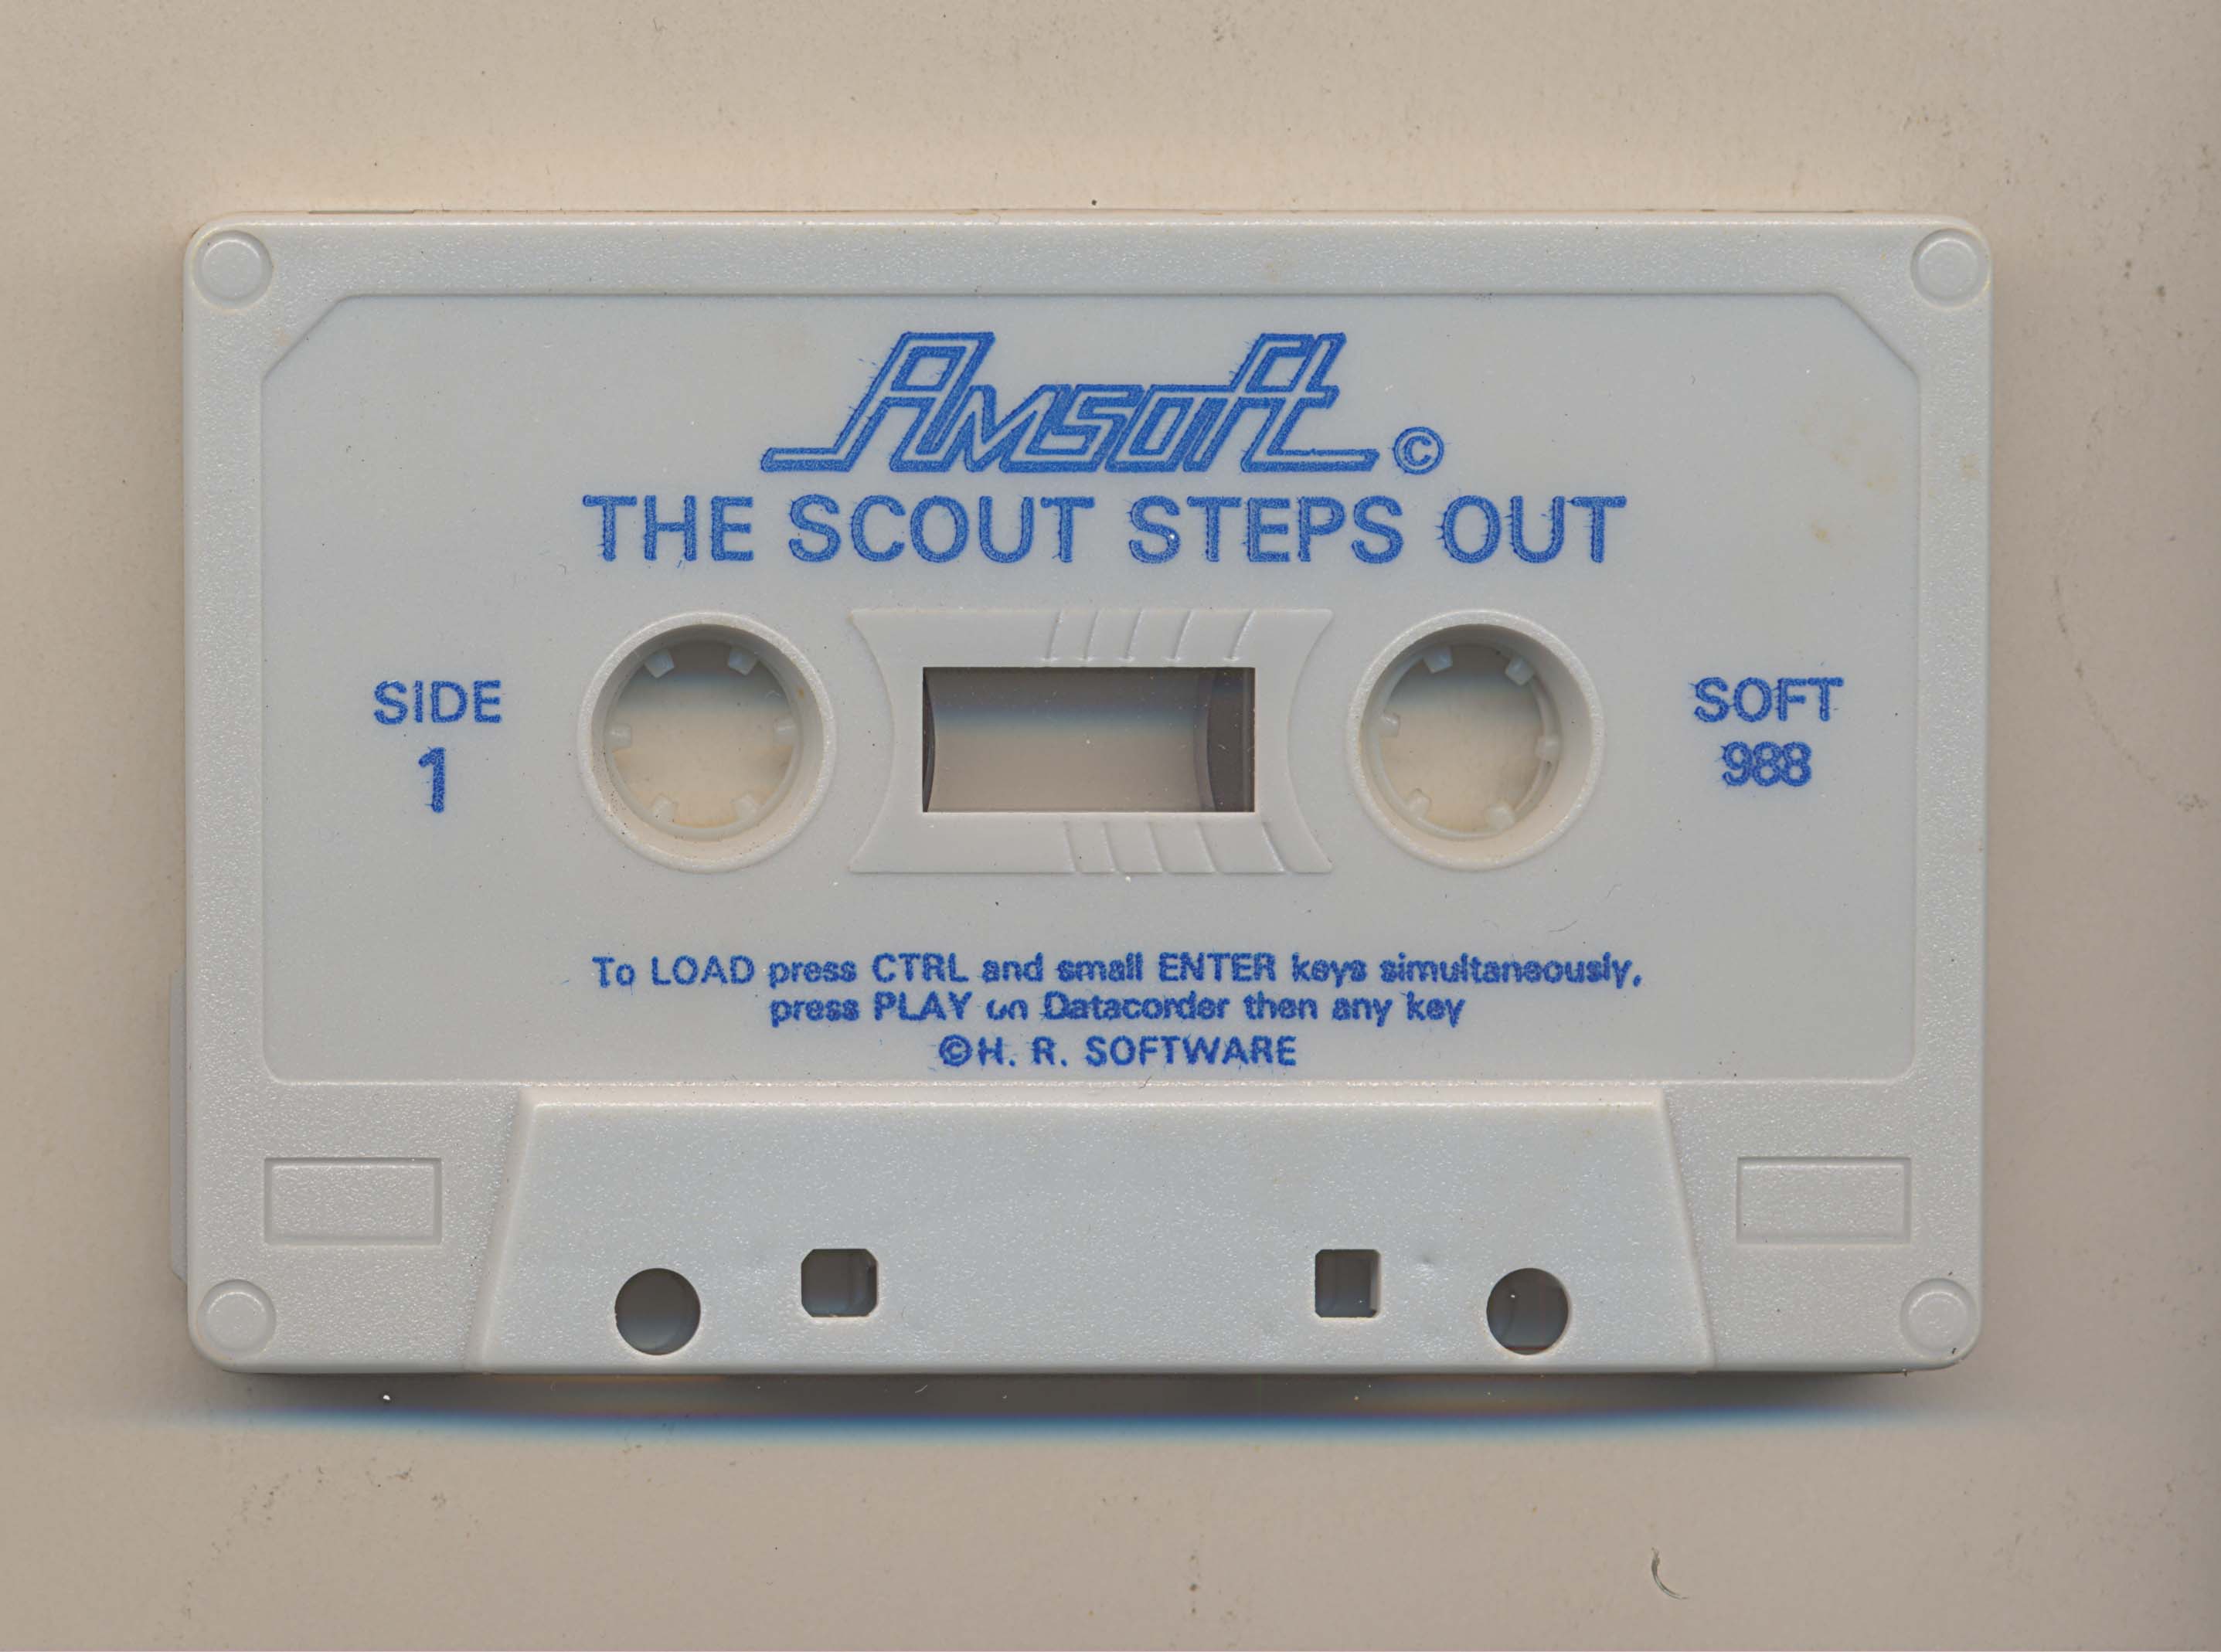 Amsoft ©
THE SCOUT STEPS OUT
SIDE
1
SOFT
988
To LOAD press CTRL and small ENTER keys simultaneously,
press PLAY on Datacorder then any key
©H. R. SOFTWARE